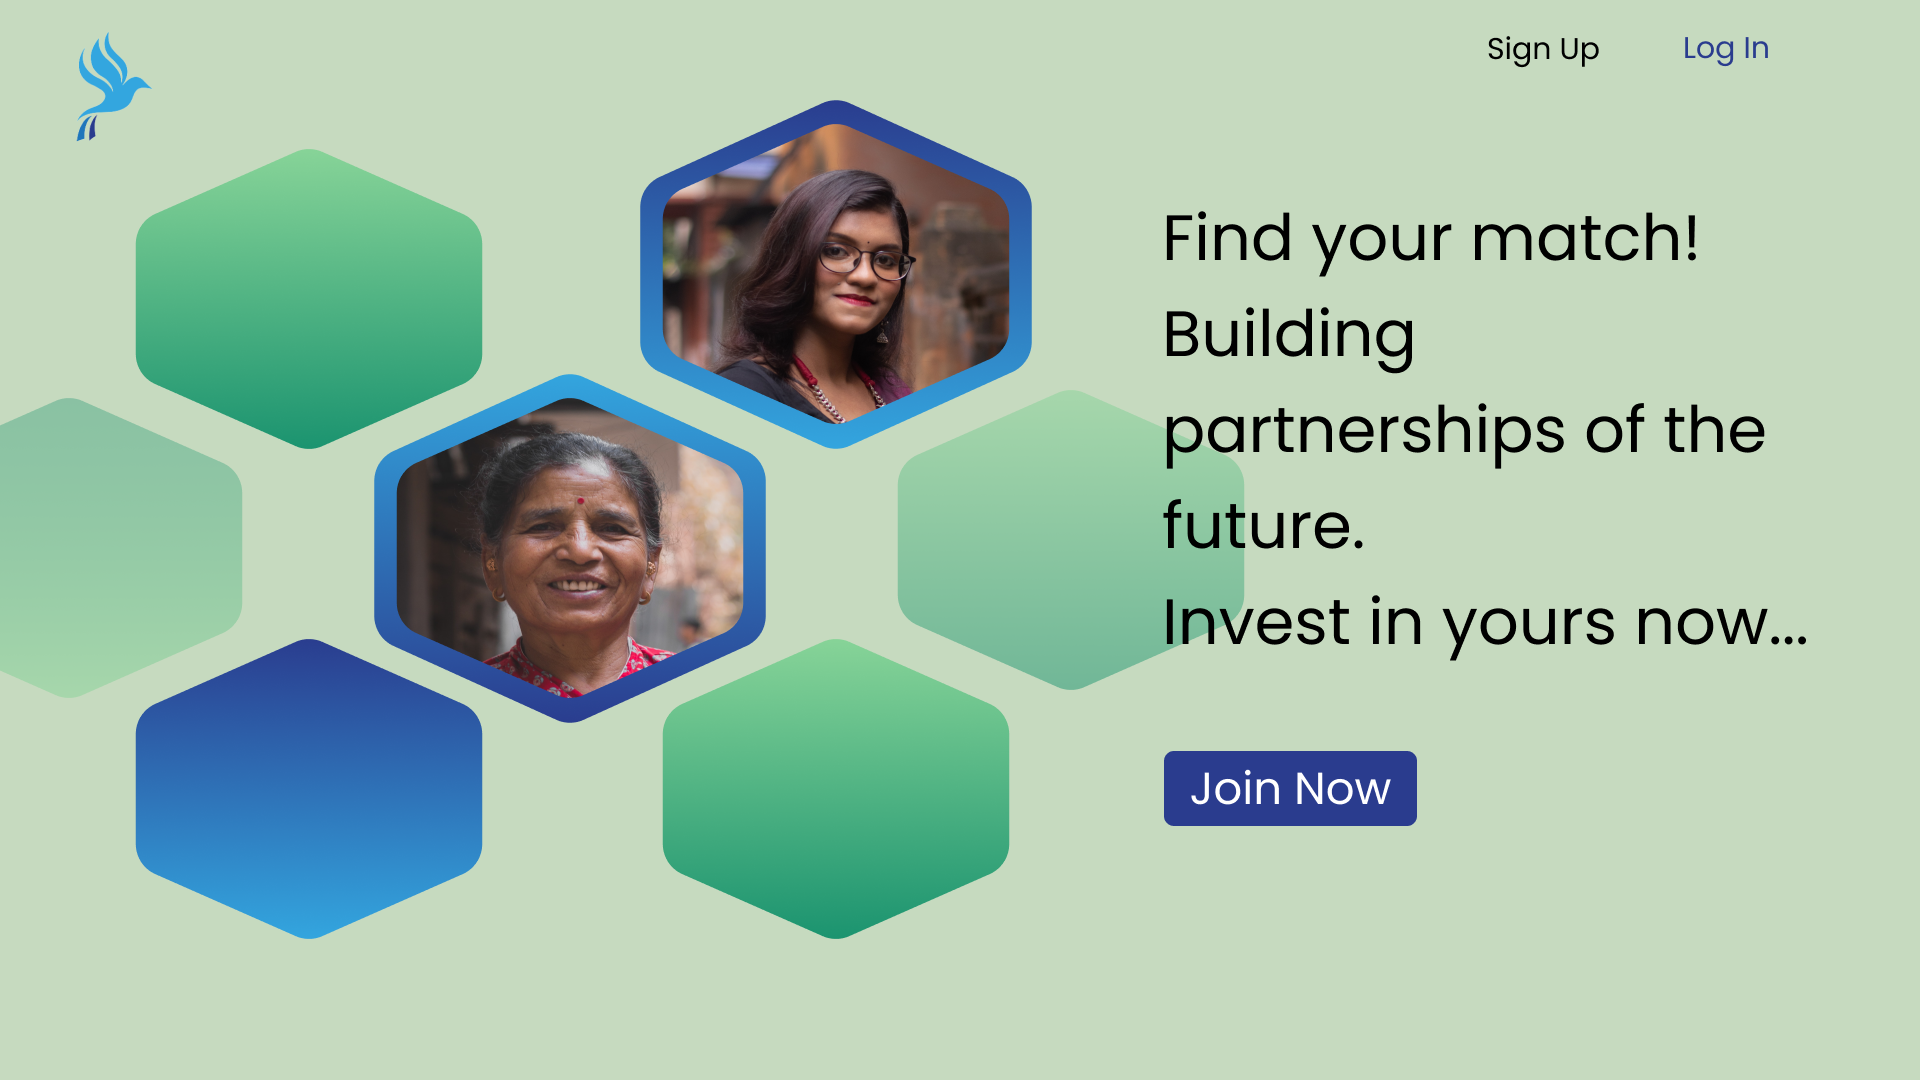 Sign Up
Log In
Find your match!
Building
partnerships of the
future.
Invest in yours now...
Join Now